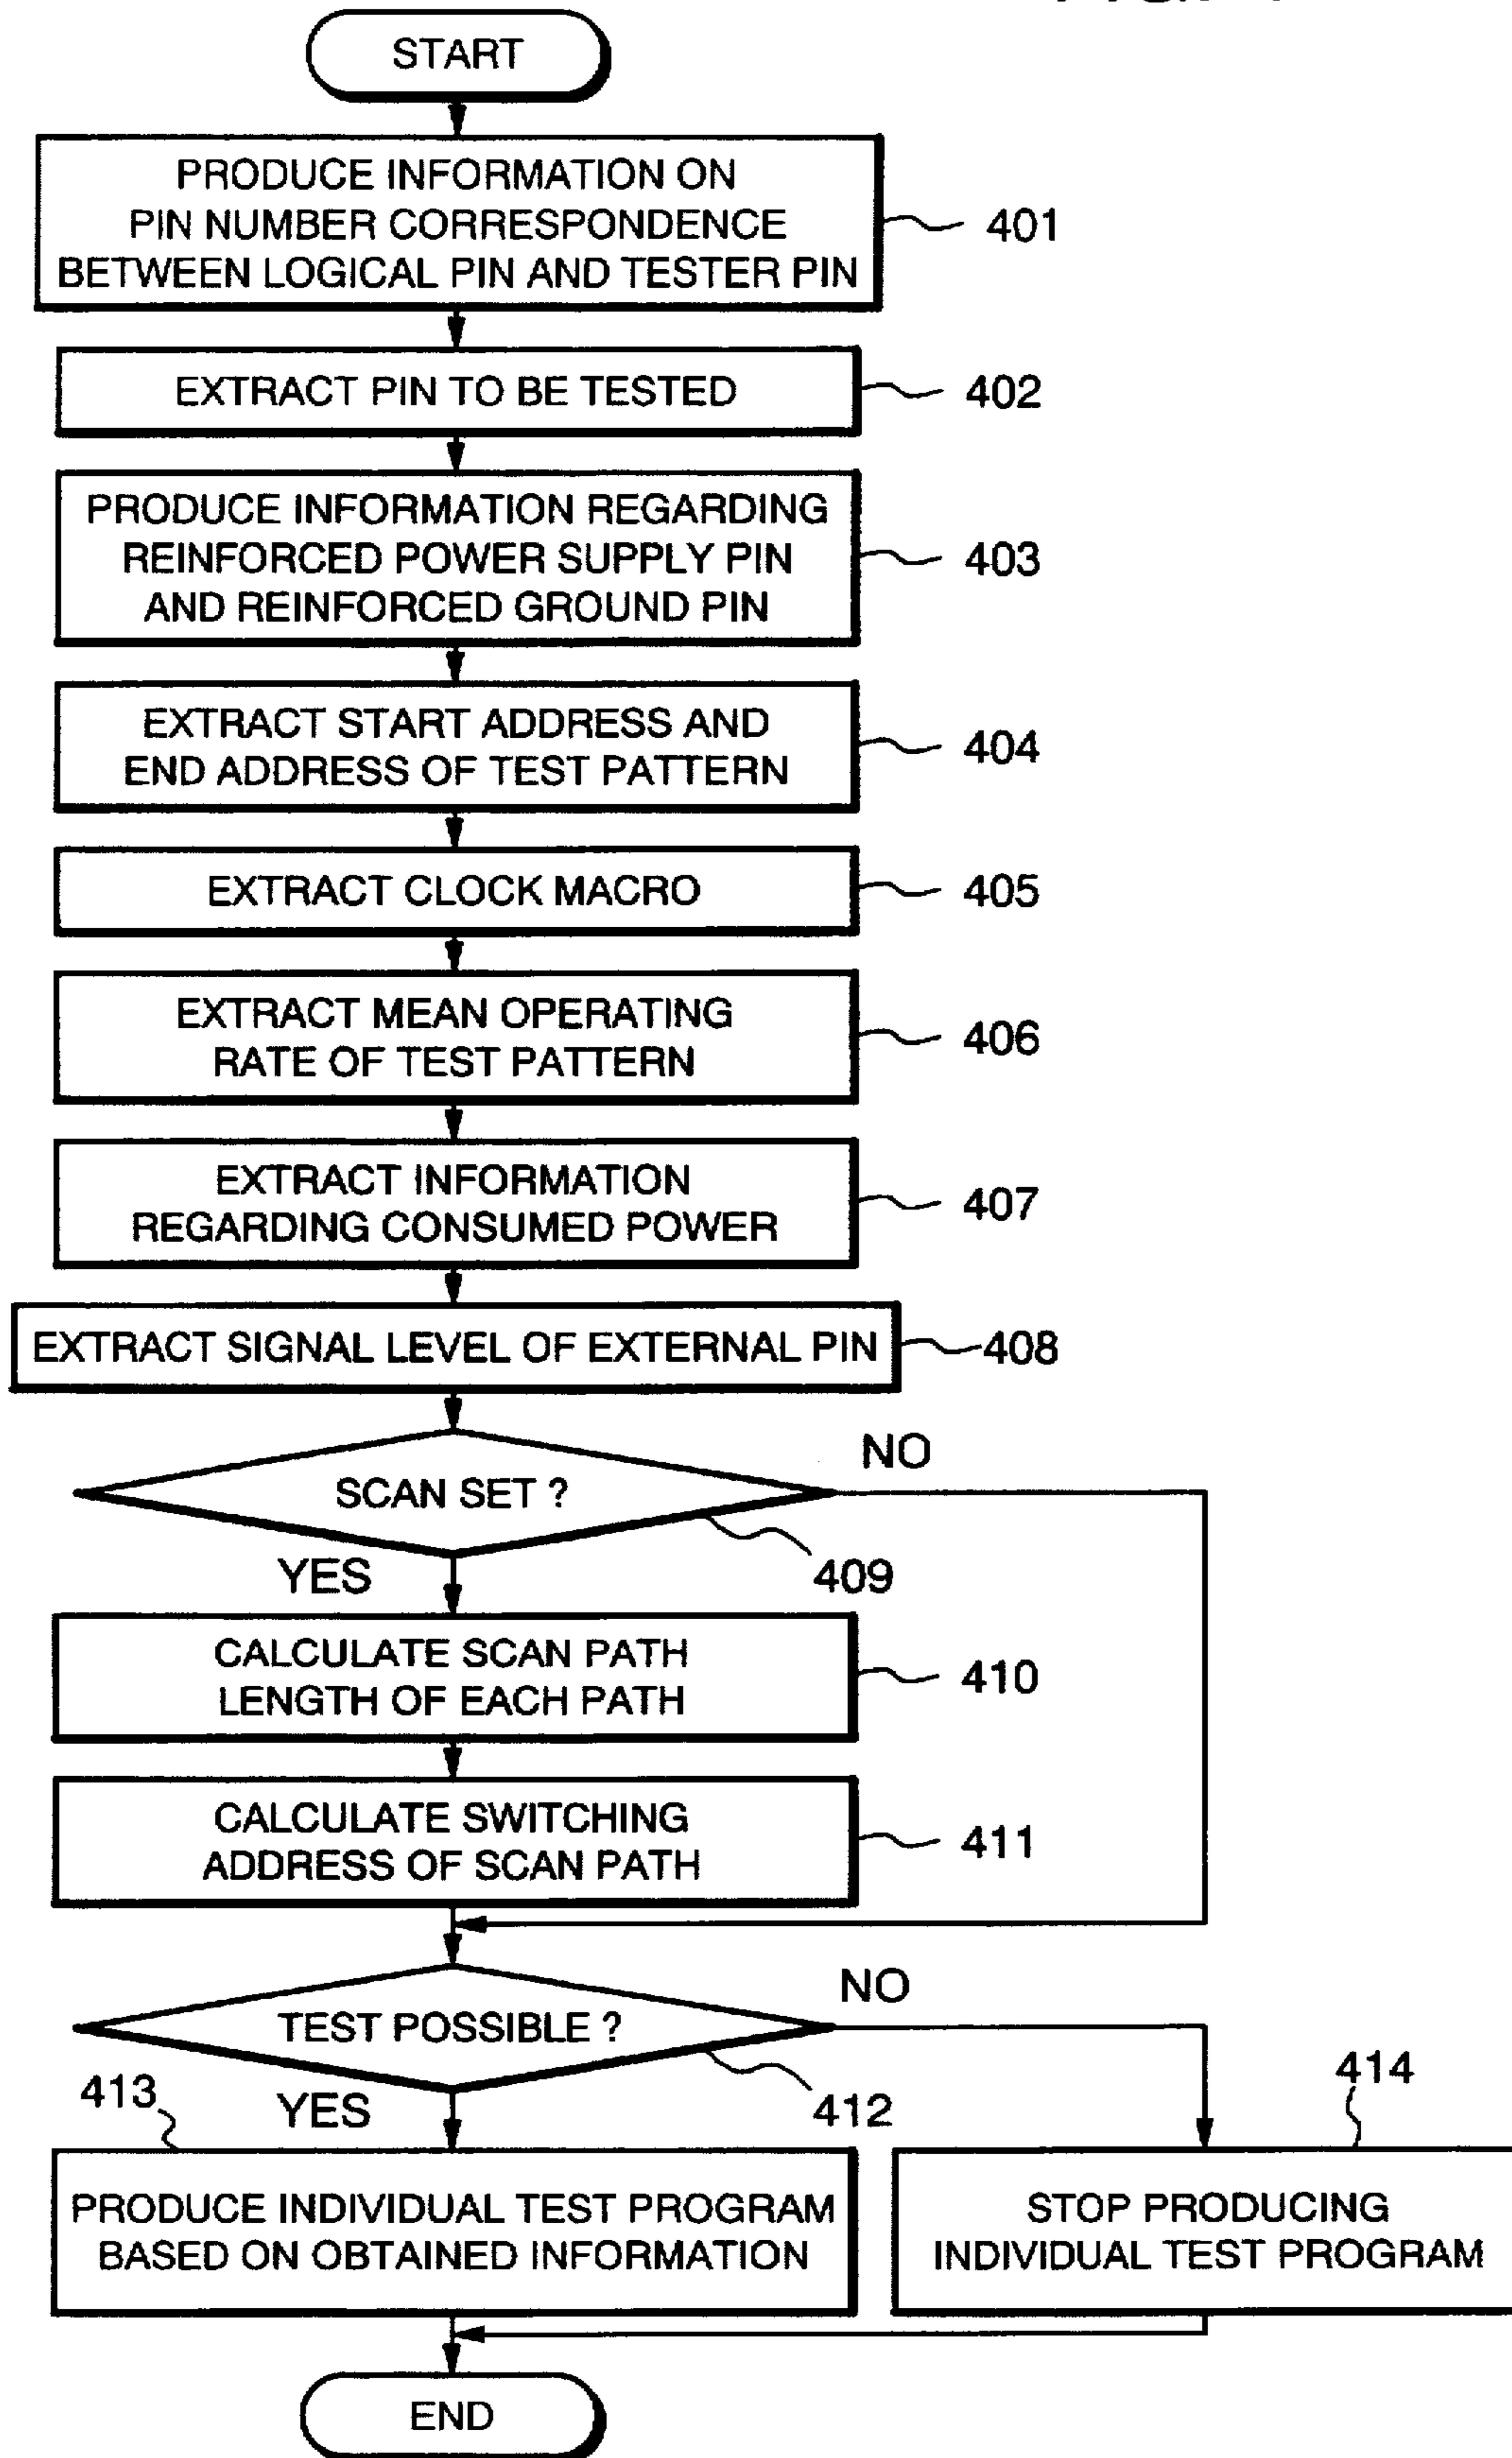 START
PRODUCE INFORMATION ON
PIN NUMBER CORRESPONDENCE
BETWEEN LOGICAL PIN AND TESTER PIN
401
EXTRACT PIN TO BE TESTED
402
PRODUCE INFORMATION REGARDING
REINFORCED POWER SUPPLY PIN
AND REINFORCED GROUND PIN
403
EXTRACT START ADDRESS AND
END ADDRESS OF TEST PATTERN
404
EXTRACT CLOCK MACRO
405
EXTRACT MEAN OPERATING
RATE OF TEST PATTERN
406
EXTRACT INFORMATION
REGARDING CONSUMED POWER
407
EXTRACT SIGNAL LEVEL OF EXTERNAL PIN
408
NO
SCAN SET ?
409
YES
CALCULATE SCAN PATH
LENGTH OF EACH PATH
410
CALCULATE SWITCHING
ADDRESS OF SCAN PATH
411
NO
TEST POSSIBLE ?
412
413
YES
414
PRODUCE INDIVIDUAL TEST PROGRAM
BASED ON OBTAINED INFORMATION
STOP PRODUCING
INDIVIDUAL TEST PROGRAM
END